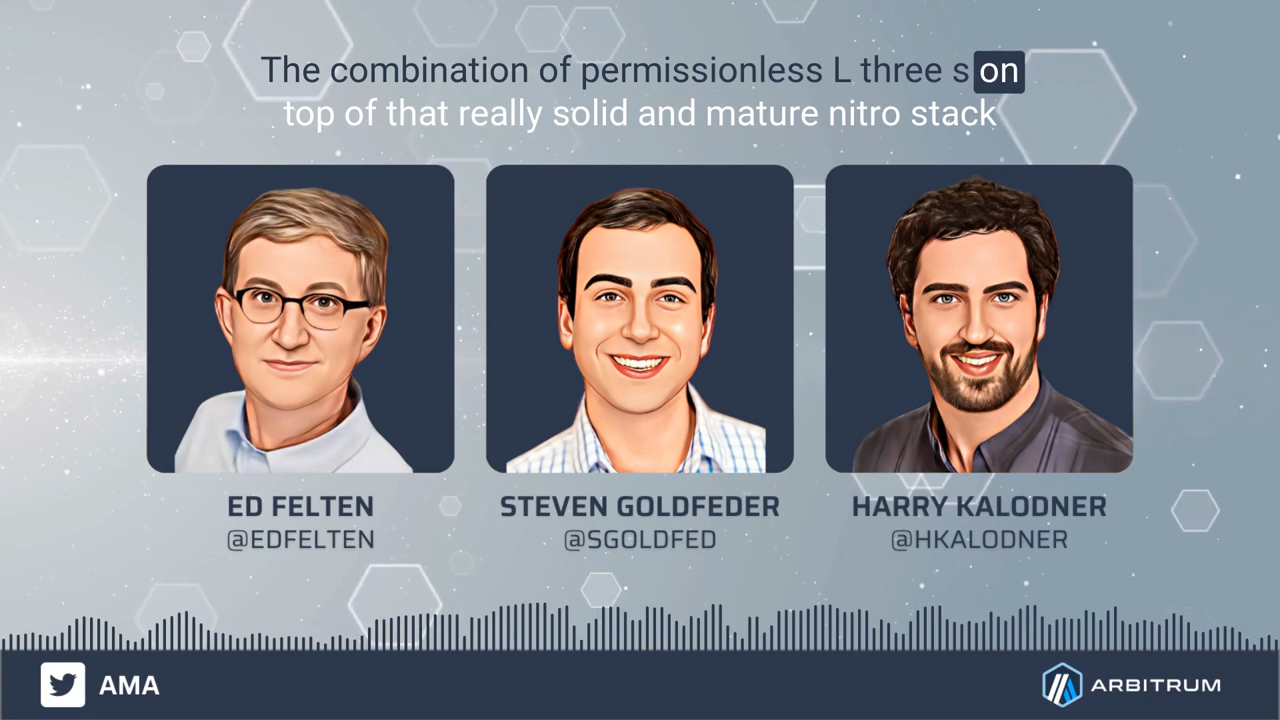 The combination of permissionless L three s on
top of that really solid and mature nitro stack
ED FELTEN
@EDFELTEN
STEVEN GOLDFEDER
@SGOLDFED
HARRY KALODNER
@HKALODNER
AMA
ARBITRUM